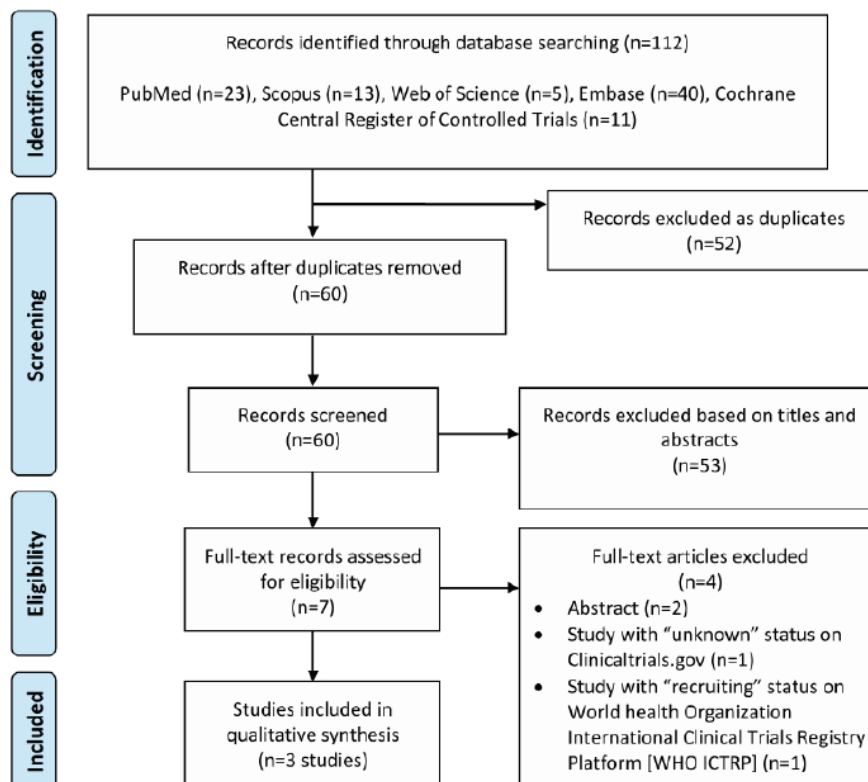 Identification
Records identified through database searching (n=112)
PubMed (n=23), Scopus (n=13), Web of Science (n=5), Embase (n=40), Cochrane
Central Register of Controlled Trials (n=11)
Screening
Records excluded as duplicates
(n=52)
Records after duplicates removed
(n=60)
Records screened
(n=60)
Records excluded based on titles and
abstracts
(n=53)
Eligibility
Full-text records assessed
for eligibility
(n=7)
Full-text articles excluded
(n=4)
• Abstract (n=2)
• Study with “unknown” status on
Clinicaltrials.gov (n=1)
• Study with “recruiting” status on
World health Organization
International Clinical Trials Registry
Platform [WHO ICTRP] (n=1)
Included
Studies included in
qualitative synthesis
(n=3 studies)